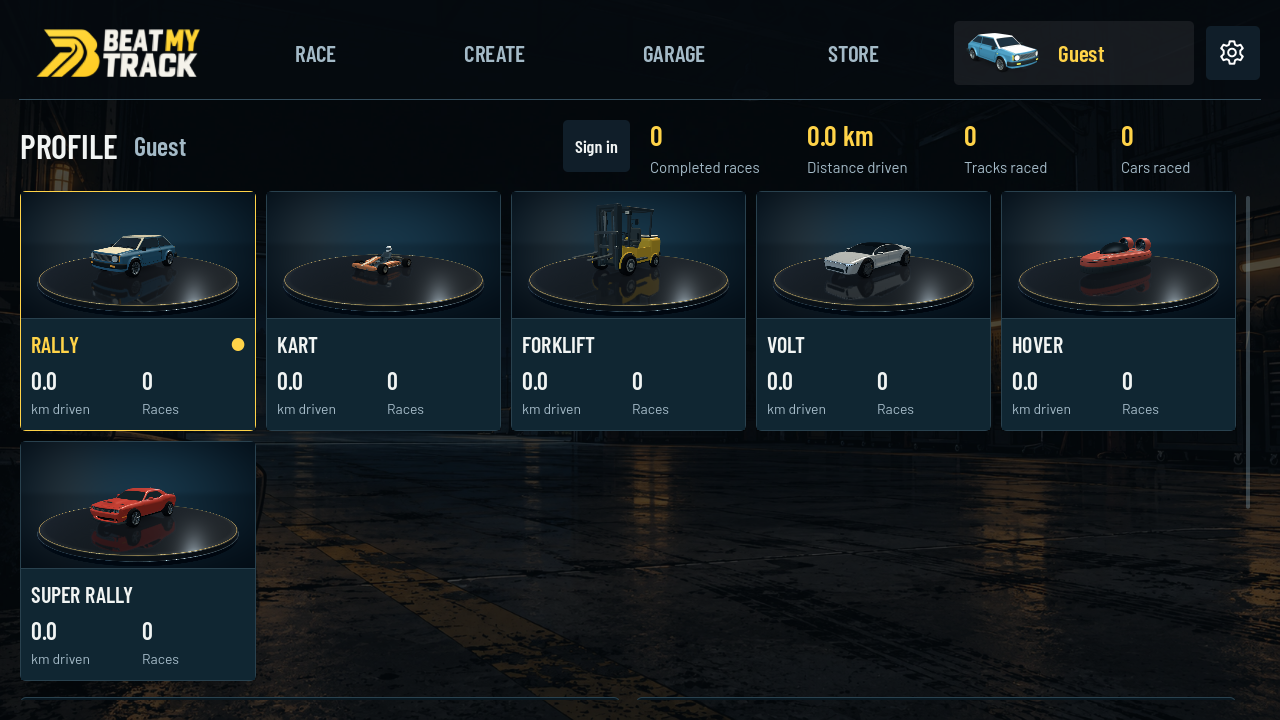 BEATMY
TRACK
RACE
CREATE
GARAGE
STORE
Guest
PROFILE Guest
Sign in
0
Completed races
0.0 km
Distance driven
0
Tracks raced
0
Cars raced
RALLY
0.0 0
km driven Races
KART
0.0 0
km driven Races
FORKLIFT
0.0 0
km driven Races
VOLT
0.0 0
km driven Races
HOVER
0.0 0
km driven Races
SUPER RALLY
0.0 0
km driven Races